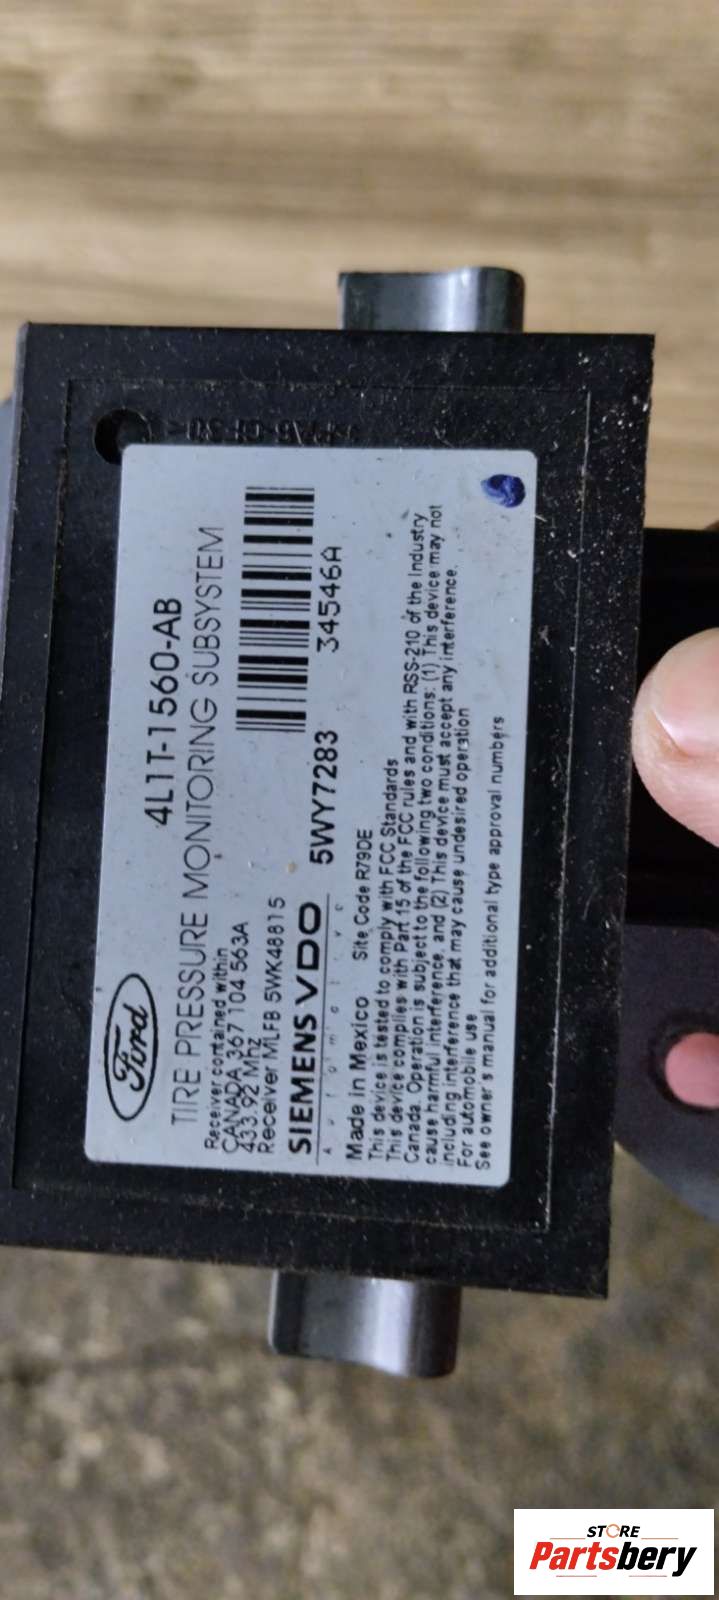 >PA6-GF30<
Ford
4L1T-1560-AB
TIRE PRESSURE MONITORING SUBSYSTEM
Receiver contained within
CANADA 367 104 563A
433.92 Mhz
Receiver MLFB 5WK48815
SIEMENS VDO
Automotive
5WY7283
34546A
Made in Mexico Site Code R79DE
This device is tested to comply with FCC Standards
This device complies with Part 15 of the FCC rules and with RSS-210 of the Industry
Canada. Operation is subject to the following two conditions: (1) This device may not
cause harmful interference, and (2) This device must accept any interference,
including interference that may cause undesired operation
For automobile use
See owner's manual for additional type approval numbers
STORE
Partsbery